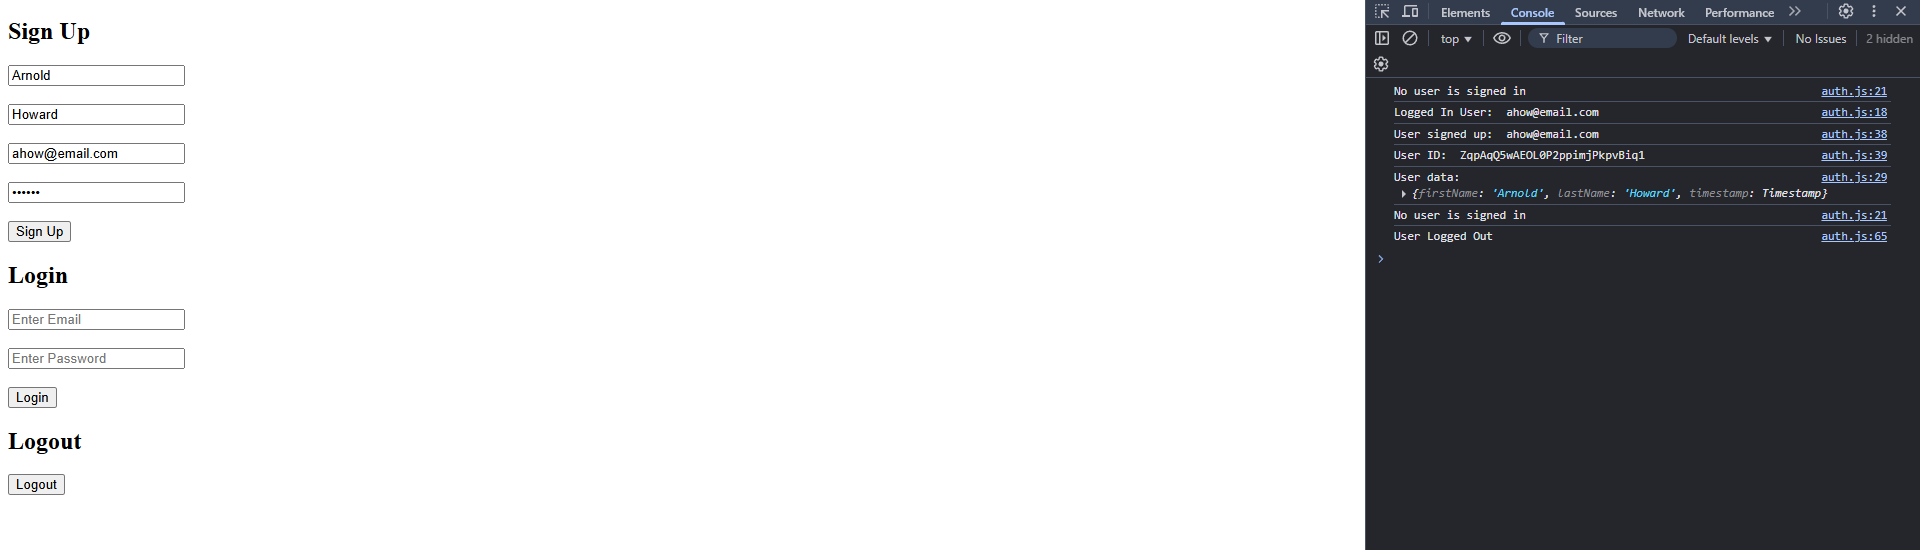 Sign Up
Arnold
Howard
ahow@email.com
••••••
Sign Up
Login
Enter Email
Enter Password
Login
Logout
Logout
Elements Console Sources Network Performance
top Filter Default levels No Issues 2 hidden
No user is signed in auth.js:21
Logged In User: ahow@email.com auth.js:18
User signed up: ahow@email.com auth.js:38
User ID: ZqpAqQ5wAEOL0P2ppimjPkpvBiq1 auth.js:39
User data: auth.js:29
{firstName: 'Arnold', lastName: 'Howard', timestamp: Timestamp}
No user is signed in auth.js:21
User Logged Out auth.js:65